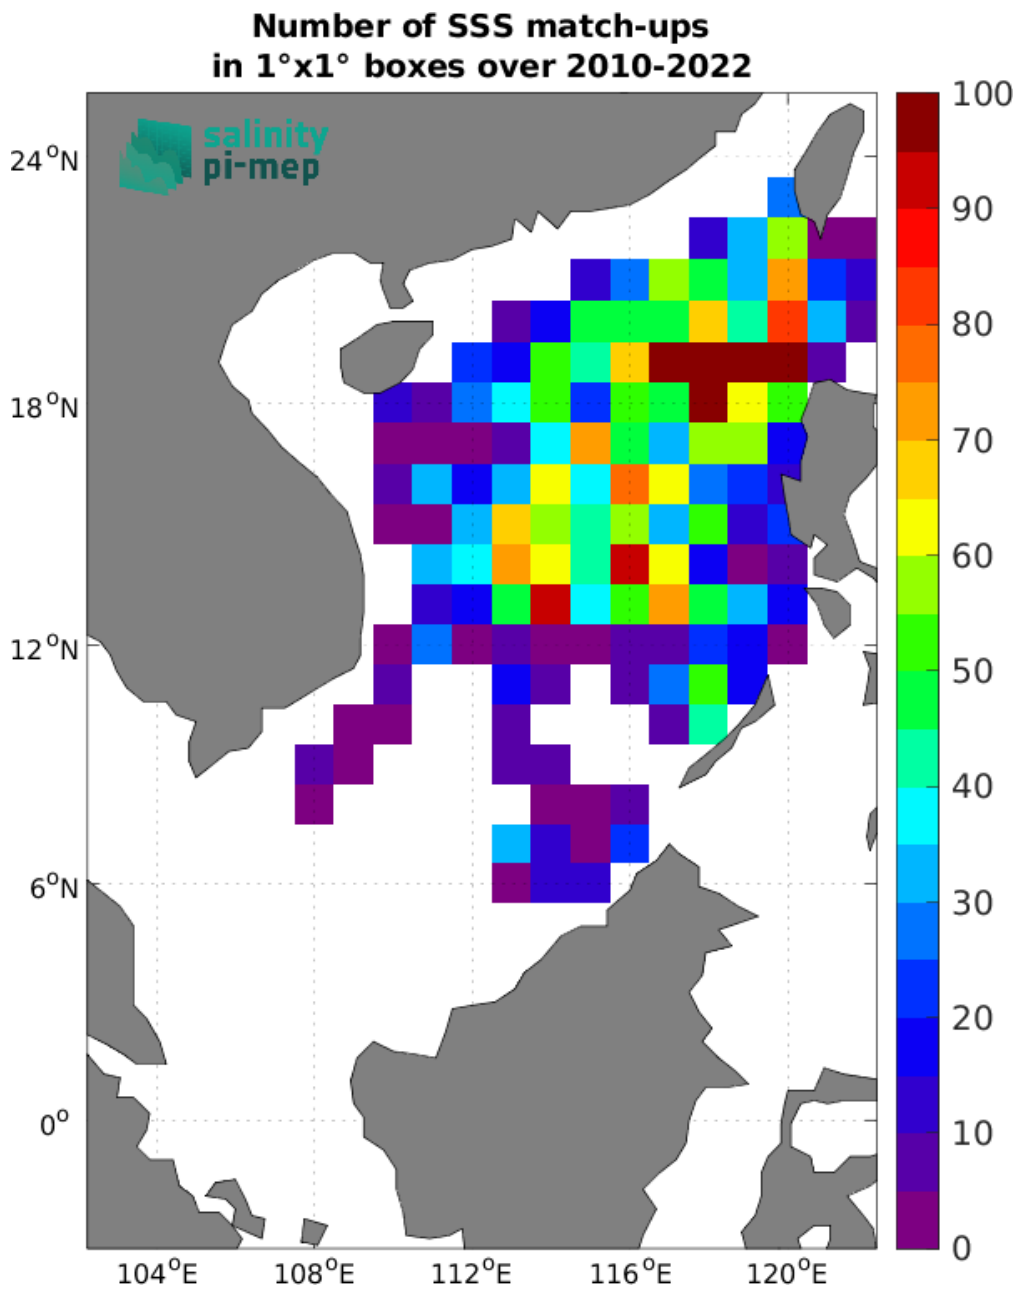 Number of SSS match-ups
in 1°x1° boxes over 2010-2022
salinity
pi-mep
24°N
18°N
12°N
6°N
0°
104°E 108°E 112°E 116°E 120°E
100
90
80
70
60
50
40
30
20
10
0